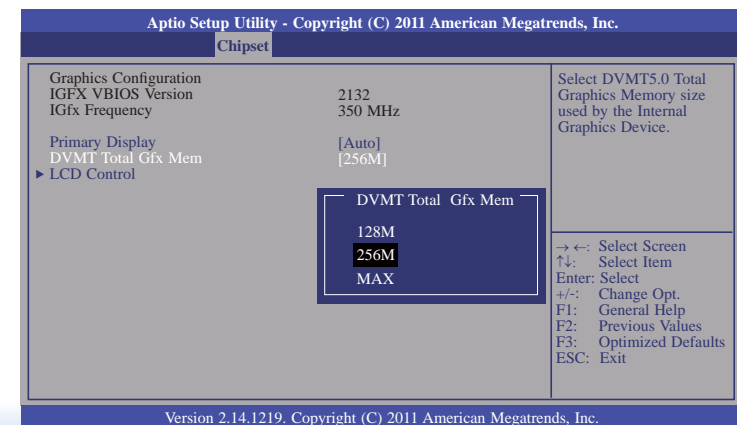 Aptio Setup Utility - Copyright (C) 2011 American Megatrends, Inc.
Chipset
Graphics Configuration
IGFX VBIOS Version 2132
IGfx Frequency 350 MHz
Primary Display [Auto]
DVMT Total Gfx Mem [256M]
▶ LCD Control
DVMT Total Gfx Mem
128M
256M
MAX
Select DVMT5.0 Total
Graphics Memory size
used by the Internal
Graphics Device.
→ ←: Select Screen
↑↓: Select Item
Enter: Select
+/-: Change Opt.
F1: General Help
F2: Previous Values
F3: Optimized Defaults
ESC: Exit
Version 2.14.1219. Copyright (C) 2011 American Megatrends, Inc.